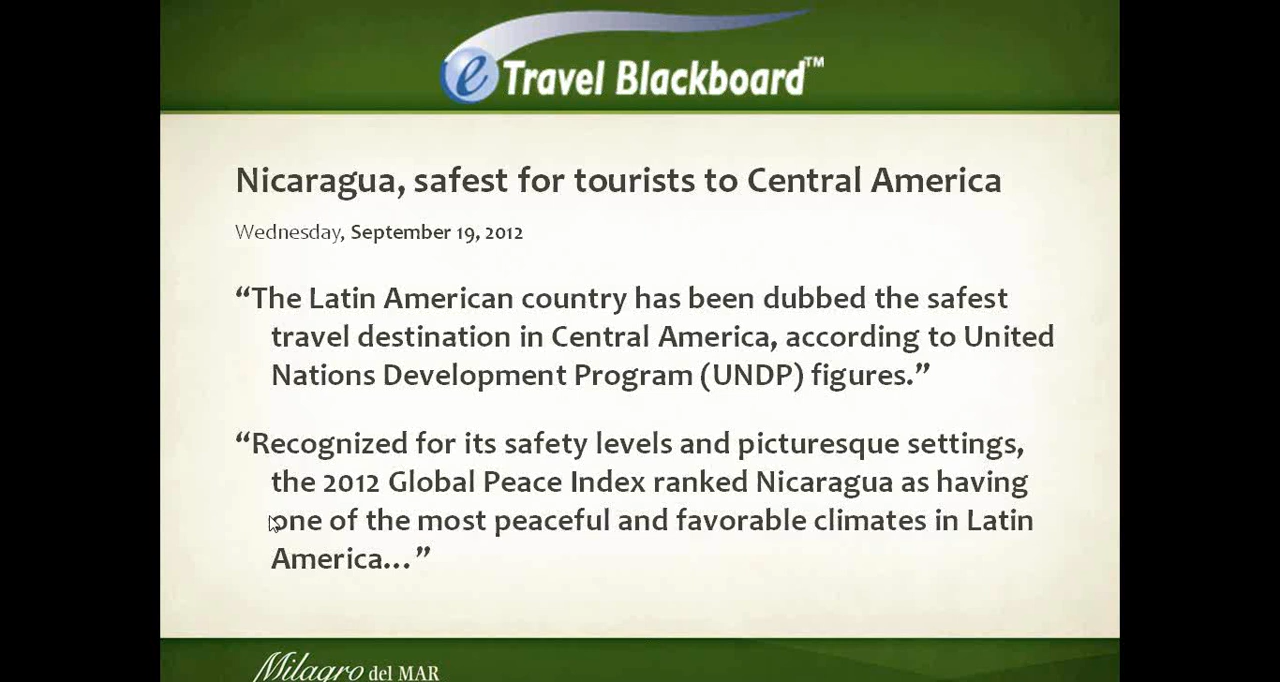 e Travel Blackboard™
Nicaragua, safest for tourists to Central America
Wednesday, September 19, 2012
“The Latin American country has been dubbed the safest
travel destination in Central America, according to United
Nations Development Program (UNDP) figures.”
“Recognized for its safety levels and picturesque settings,
the 2012 Global Peace Index ranked Nicaragua as having
one of the most peaceful and favorable climates in Latin
America…”
Milagro del MAR